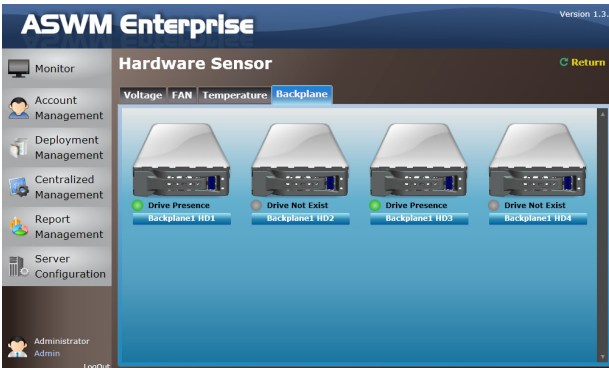 ASWM Enterprise
Version 1.3.
Monitor
Hardware Sensor
Return
Account
Management
Voltage FAN Temperature Backplane
Deployment
Management
Centralized
Management
Report
Management
Server
Configuration
Drive Presence Drive Not Exist Drive Presence Drive Not Exist
Backplane1 HD1 Backplane1 HD2 Backplane1 HD3 Backplane1 HD4
Administrator
Admin
LogOut